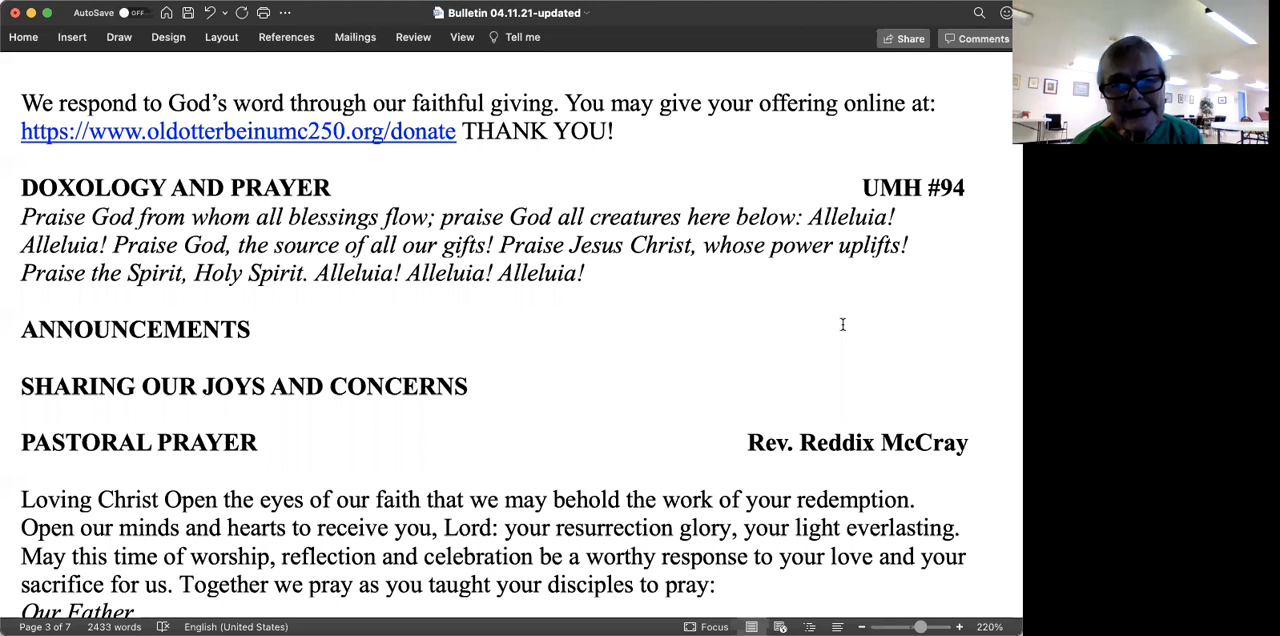 AutoSave OFF
Bulletin 04.11.21-updated
Home Insert Draw Design Layout References Mailings Review View Tell me
Share Comments
We respond to God’s word through our faithful giving. You may give your offering online at:
https://www.oldotterbeinumc250.org/donate THANK YOU!
DOXOLOGY AND PRAYER UMH #94
Praise God from whom all blessings flow; praise God all creatures here below: Alleluia!
Alleluia! Praise God, the source of all our gifts! Praise Jesus Christ, whose power uplifts!
Praise the Spirit, Holy Spirit. Alleluia! Alleluia! Alleluia!
ANNOUNCEMENTS
SHARING OUR JOYS AND CONCERNS
PASTORAL PRAYER Rev. Reddix McCray
Loving Christ Open the eyes of our faith that we may behold the work of your redemption.
Open our minds and hearts to receive you, Lord: your resurrection glory, your light everlasting.
May this time of worship, reflection and celebration be a worthy response to your love and your
sacrifice for us. Together we pray as you taught your disciples to pray:
Our Father
Page 3 of 7 2433 words English (United States) Focus 220%